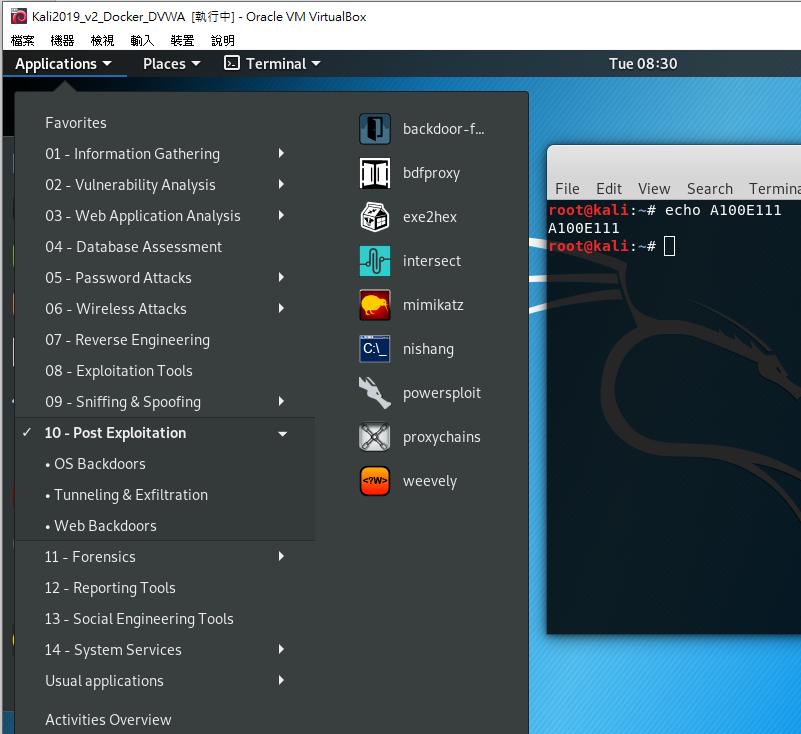 Kali2019_v2_Docker_DVWA [執行中] - Oracle VM VirtualBox
檔案 機器 檢視 輸入 裝置 說明
Applications Places Terminal Tue 08:30
Favorites
01 - Information Gathering
02 - Vulnerability Analysis
03 - Web Application Analysis
04 - Database Assessment
05 - Password Attacks
06 - Wireless Attacks
07 - Reverse Engineering
08 - Exploitation Tools
09 - Sniffing & Spoofing
✓ 10 - Post Exploitation
• OS Backdoors
• Tunneling & Exfiltration
• Web Backdoors
11 - Forensics
12 - Reporting Tools
13 - Social Engineering Tools
14 - System Services
Usual applications
Activities Overview
backdoor-f...
bdfproxy
exe2hex
intersect
mimikatz
C:\_ nishang
powersploit
proxychains
<?W> weevely
File Edit View Search Termina
root@kali:~# echo A100E111
A100E111
root@kali:~#